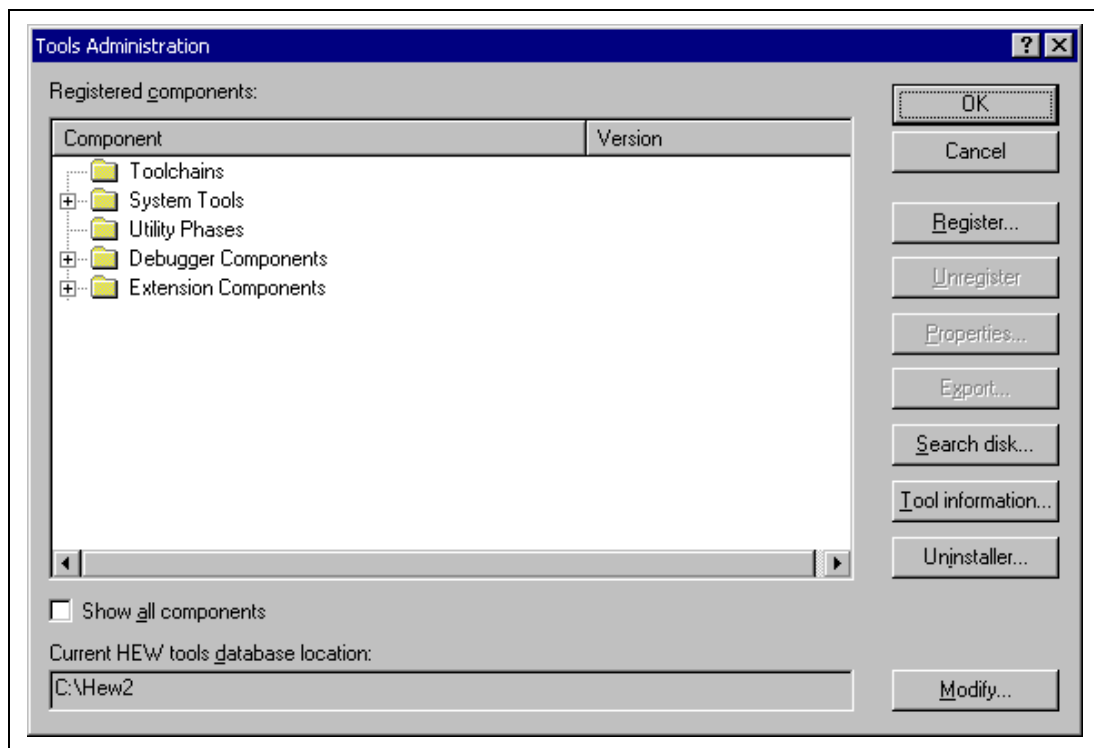 Tools Administration
Registered components:
Component Version
Toolchains
System Tools
Utility Phases
Debugger Components
Extension Components
OK
Cancel
Register...
Unregister
Properties...
Export...
Search disk...
Tool information...
Uninstaller...
Show all components
Current HEW tools database location:
C:\Hew2
Modify...